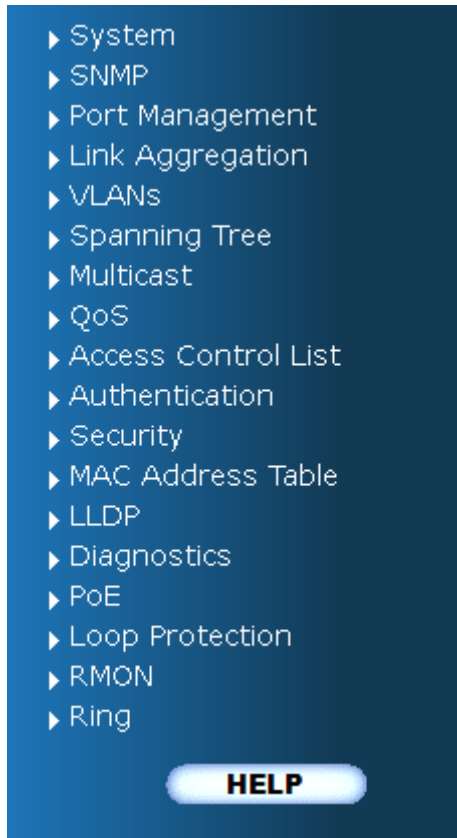 System
SNMP
Port Management
Link Aggregation
VLANs
Spanning Tree
Multicast
QoS
Access Control List
Authentication
Security
MAC Address Table
LLDP
Diagnostics
PoE
Loop Protection
RMON
Ring
HELP